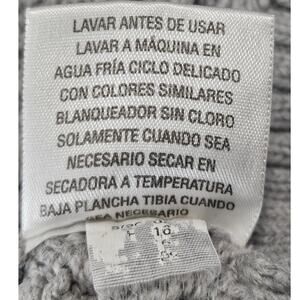 LAVAR ANTES DE USAR
LAVAR A MÁQUINA EN
AGUA FRÍA CICLO DELICADO
CON COLORES SIMILARES
BLANQUEADOR SIN CLORO
SOLAMENTE CUANDO SEA
NECESARIO SECAR EN
SECADORA A TEMPERATURA
BAJA PLANCHA TIBIA CUANDO
SEA NECESARIO